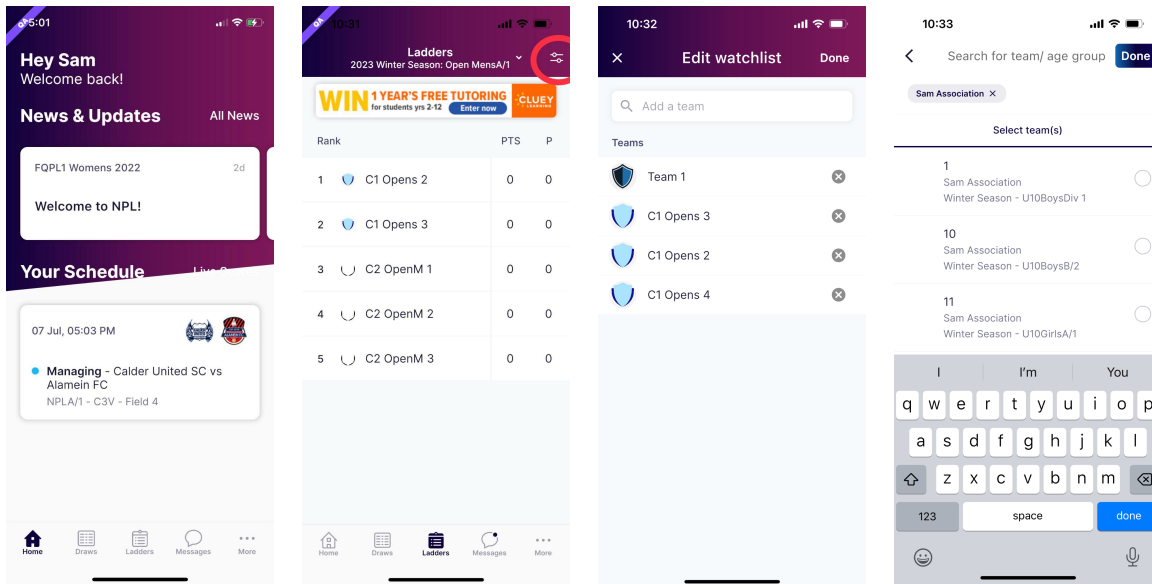 QA
5:01
Hey Sam
Welcome back!
News & Updates
All News
FQPL1 Womens 2022
2d
Welcome to NPL!
Your Schedule
07 Jul, 05:03 PM
Managing - Calder United SC vs
Alamein FC
NPLA/1 - C3V - Field 4
Home
Draws
Ladders
Messages
More
QA
10:31
Ladders
2023 Winter Season: Open MensA/1
WIN 1 YEAR'S FREE TUTORING
for students yrs 2-12
Enter now
CLUEY
LEARNING
Rank
PTS
P
1 C1 Opens 2 0 0
2 C1 Opens 3 0 0
3 C2 OpenM 1 0 0
4 C2 OpenM 2 0 0
5 C2 OpenM 3 0 0
Home
Draws
Ladders
Messages
More
10:32
Edit watchlist
Done
Add a team
Teams
Team 1
C1 Opens 3
C1 Opens 2
C1 Opens 4
10:33
Search for team/ age group
Done
Sam Association
Select team(s)
1
Sam Association
Winter Season - U10BoysDiv 1
10
Sam Association
Winter Season - U10BoysB/2
11
Sam Association
Winter Season - U10GirlsA/1
I
I'm
You
q w e r t y u i o p
a s d f g h j k l
z x c v b n m
123
space
done